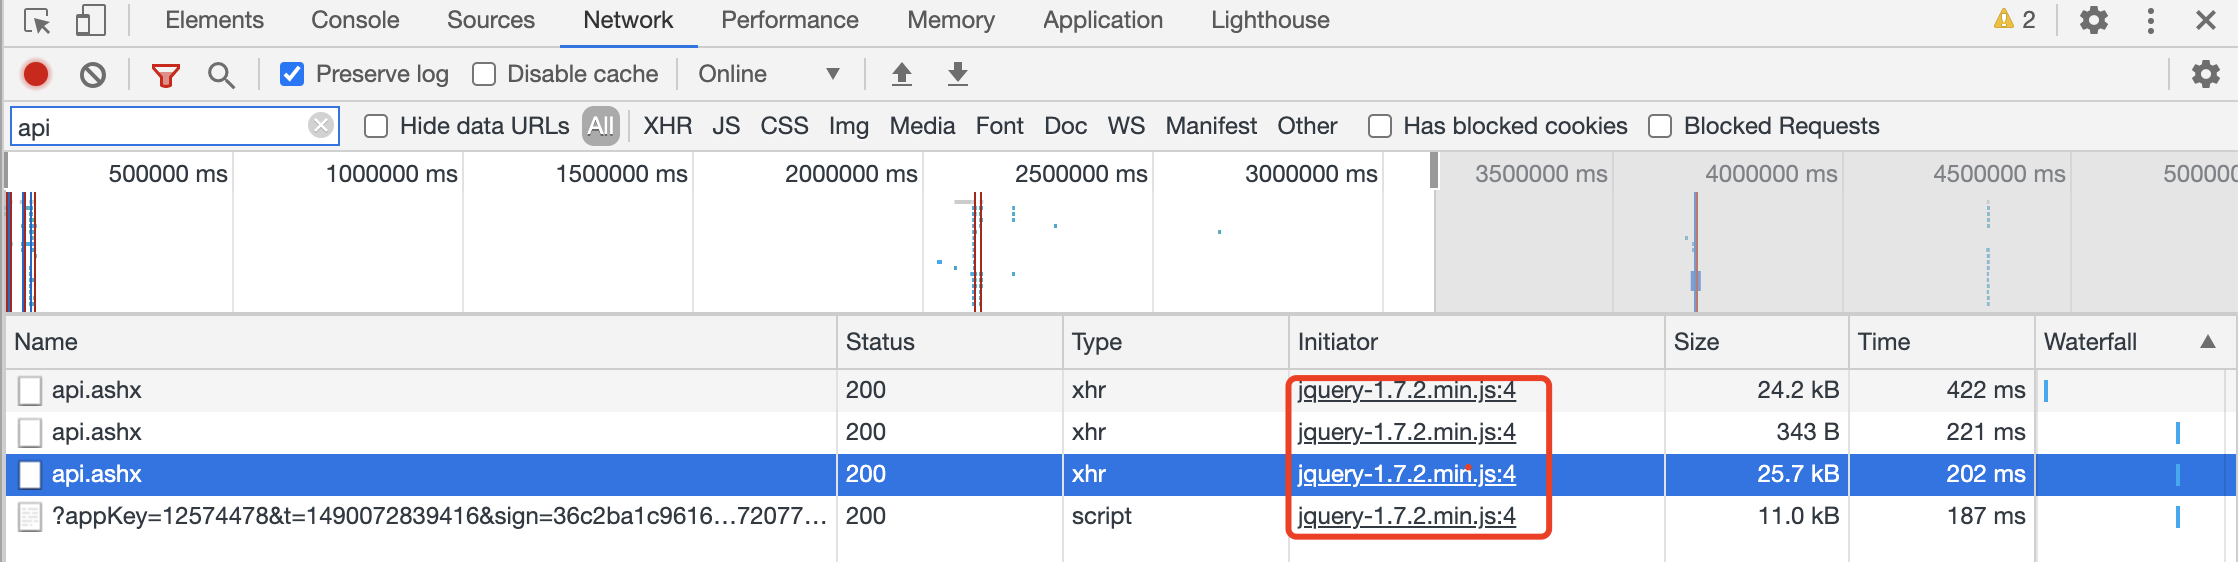 Elements Console Sources Network Performance Memory Application Lighthouse 2
Preserve log Disable cache Online
api Hide data URLs All XHR JS CSS Img Media Font Doc WS Manifest Other Has blocked cookies Blocked Requests
500000 ms 1000000 ms 1500000 ms 2000000 ms 2500000 ms 3000000 ms 3500000 ms 4000000 ms 4500000 ms
Name Status Type Initiator Size Time Waterfall
api.ashx 200 xhr jquery-1.7.2.min.js:4 24.2 kB 422 ms
api.ashx 200 xhr jquery-1.7.2.min.js:4 343 B 221 ms
api.ashx 200 xhr jquery-1.7.2.min.js:4 25.7 kB 202 ms
?appKey=12574478&t=1490072839416&sign=36c2ba1c9616…72077… 200 script jquery-1.7.2.min.js:4 11.0 kB 187 ms